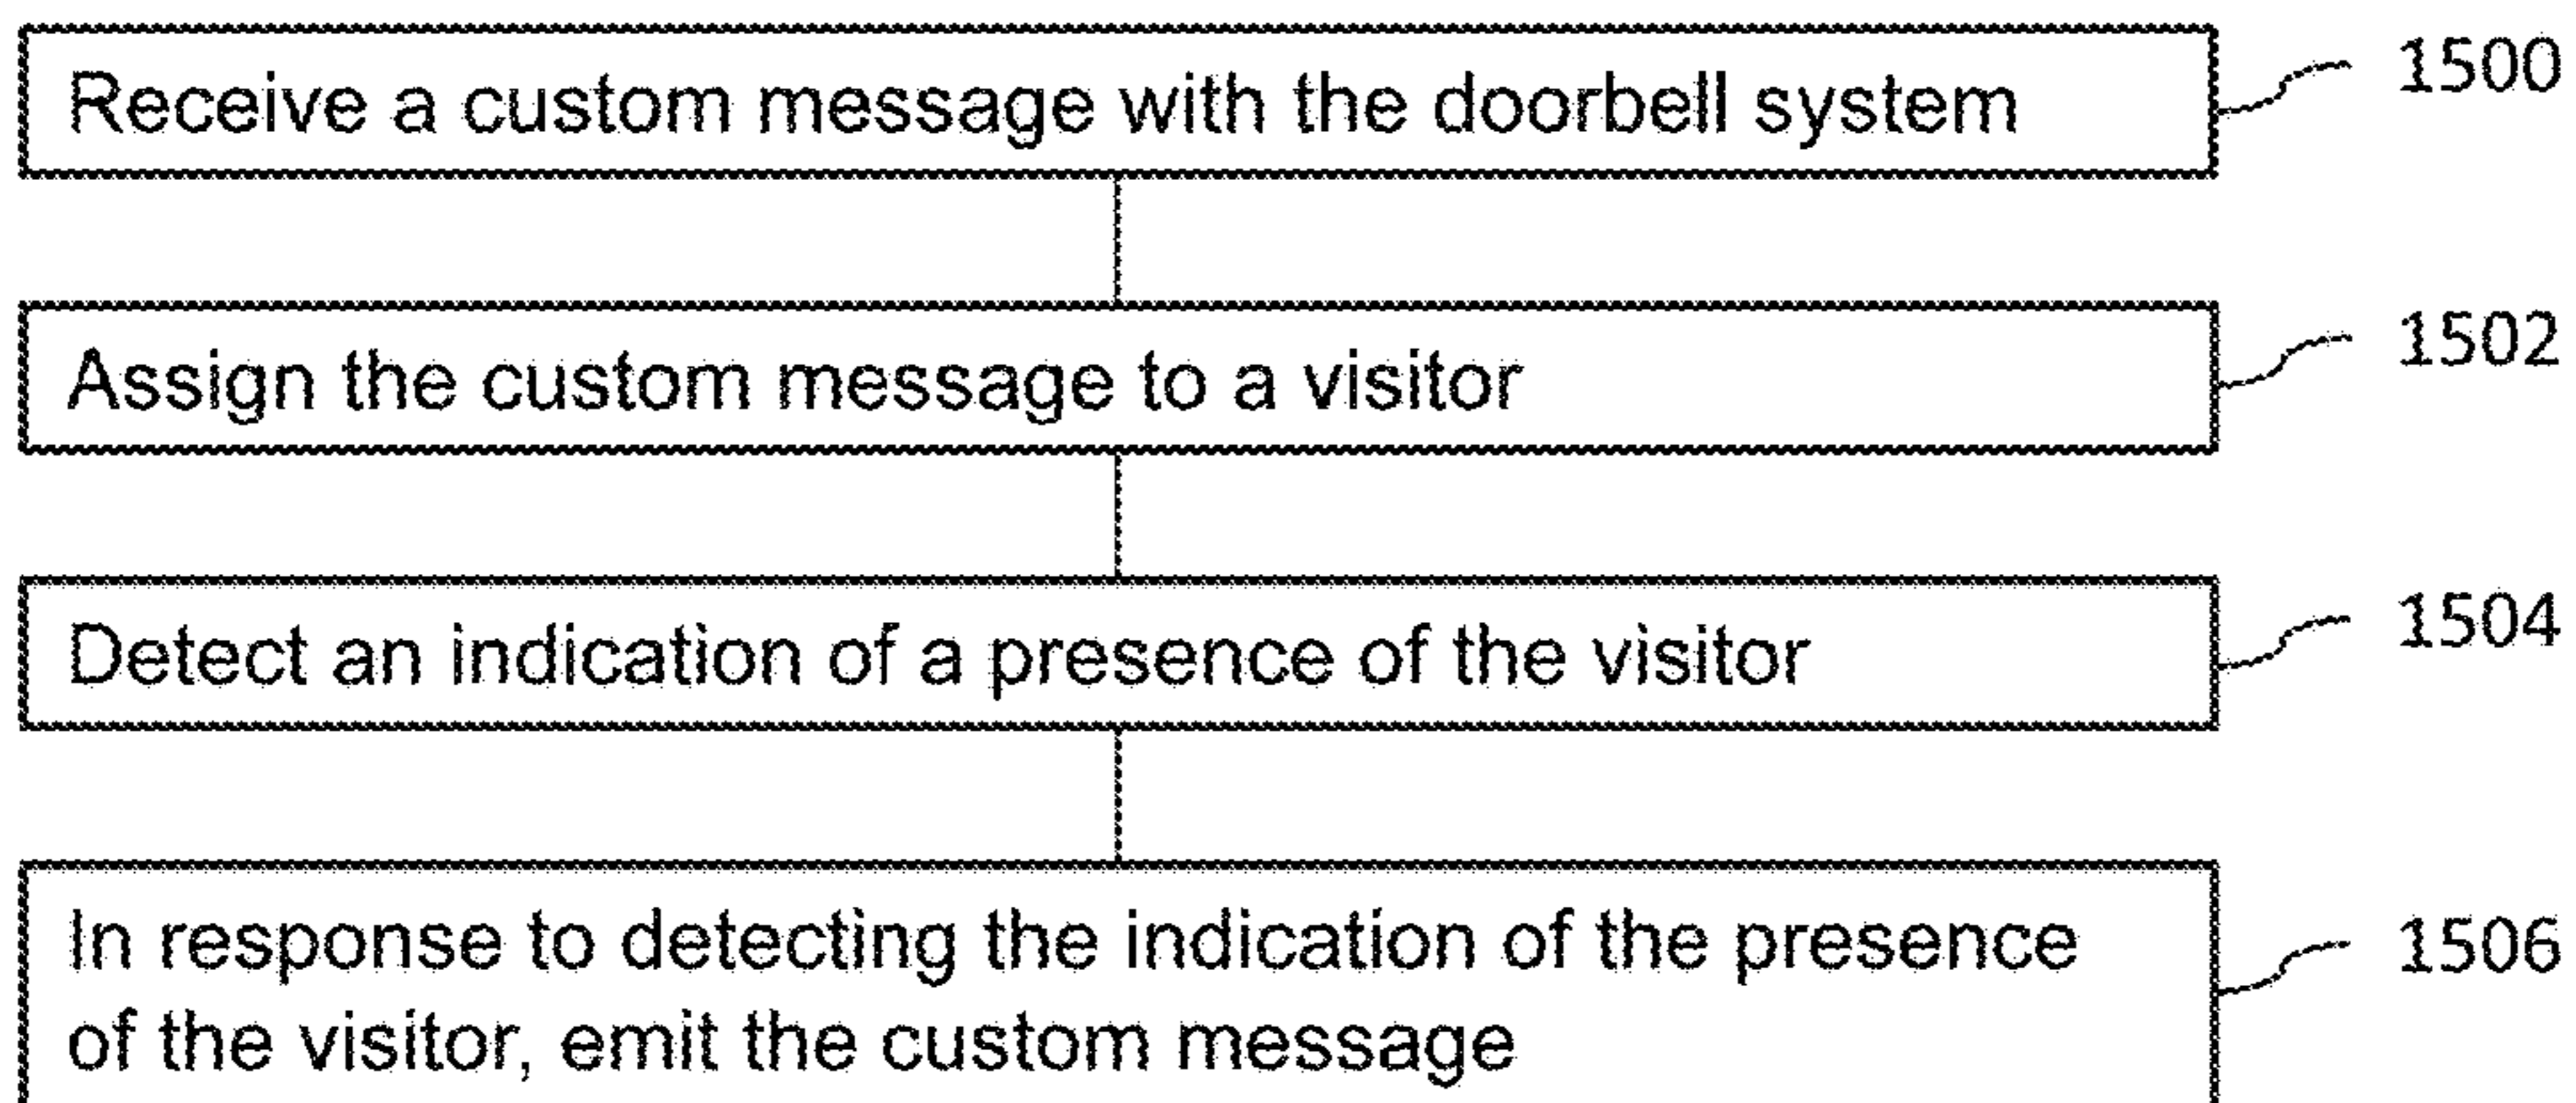 Receive a custom message with the doorbell system 1500
Assign the custom message to a visitor 1502
Detect an indication of a presence of the visitor 1504
In response to detecting the indication of the presence 1506
of the visitor, emit the custom message